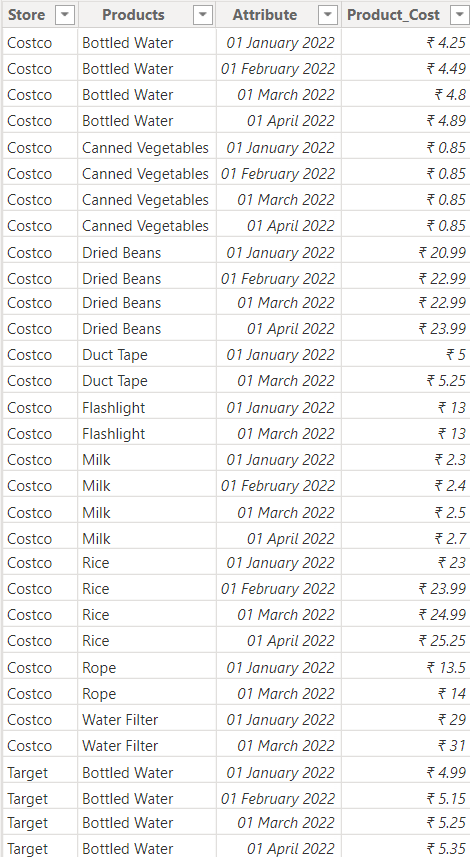 Store Products Attribute Product_Cost
Costco Bottled Water 01 January 2022 ₹ 4.25
Costco Bottled Water 01 February 2022 ₹ 4.49
Costco Bottled Water 01 March 2022 ₹ 4.8
Costco Bottled Water 01 April 2022 ₹ 4.89
Costco Canned Vegetables 01 January 2022 ₹ 0.85
Costco Canned Vegetables 01 February 2022 ₹ 0.85
Costco Canned Vegetables 01 March 2022 ₹ 0.85
Costco Canned Vegetables 01 April 2022 ₹ 0.85
Costco Dried Beans 01 January 2022 ₹ 20.99
Costco Dried Beans 01 February 2022 ₹ 22.99
Costco Dried Beans 01 March 2022 ₹ 22.99
Costco Dried Beans 01 April 2022 ₹ 23.99
Costco Duct Tape 01 January 2022 ₹ 5
Costco Duct Tape 01 March 2022 ₹ 5.25
Costco Flashlight 01 January 2022 ₹ 13
Costco Flashlight 01 March 2022 ₹ 13
Costco Milk 01 January 2022 ₹ 2.3
Costco Milk 01 February 2022 ₹ 2.4
Costco Milk 01 March 2022 ₹ 2.5
Costco Milk 01 April 2022 ₹ 2.7
Costco Rice 01 January 2022 ₹ 23
Costco Rice 01 February 2022 ₹ 23.99
Costco Rice 01 March 2022 ₹ 24.99
Costco Rice 01 April 2022 ₹ 25.25
Costco Rope 01 January 2022 ₹ 13.5
Costco Rope 01 March 2022 ₹ 14
Costco Water Filter 01 January 2022 ₹ 29
Costco Water Filter 01 March 2022 ₹ 31
Target Bottled Water 01 January 2022 ₹ 4.99
Target Bottled Water 01 February 2022 ₹ 5.15
Target Bottled Water 01 March 2022 ₹ 5.25
Target Bottled Water 01 April 2022 ₹ 5.35